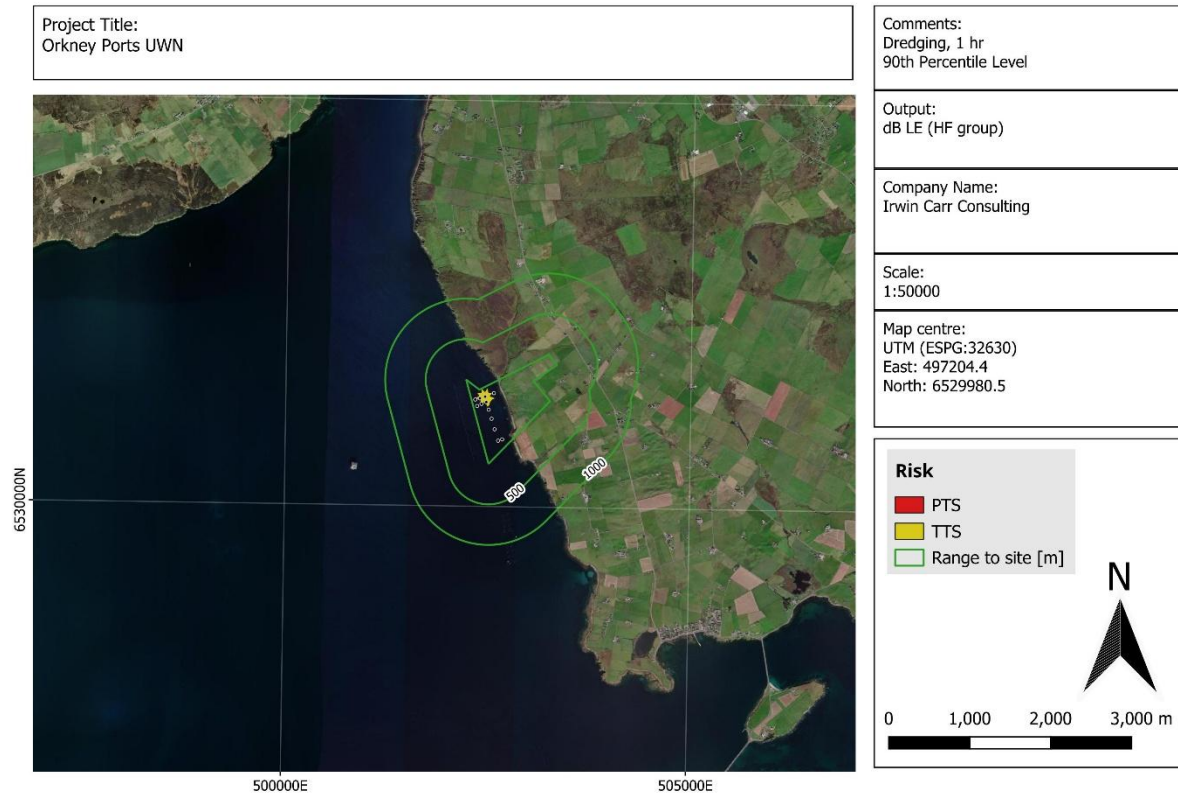 Project Title:
Orkney Ports UWN
Comments:
Dredging, 1 hr
90th Percentile Level
Output:
dB LE (HF group)
Company Name:
Irwin Carr Consulting
Scale:
1:50000
Map centre:
UTM (ESPG:32630)
East: 497204.4
North: 6529980.5
500
1000
6530000N
500000E
505000E
Risk
PTS
TTS
Range to site [m]
N
0 1,000 2,000 3,000 m